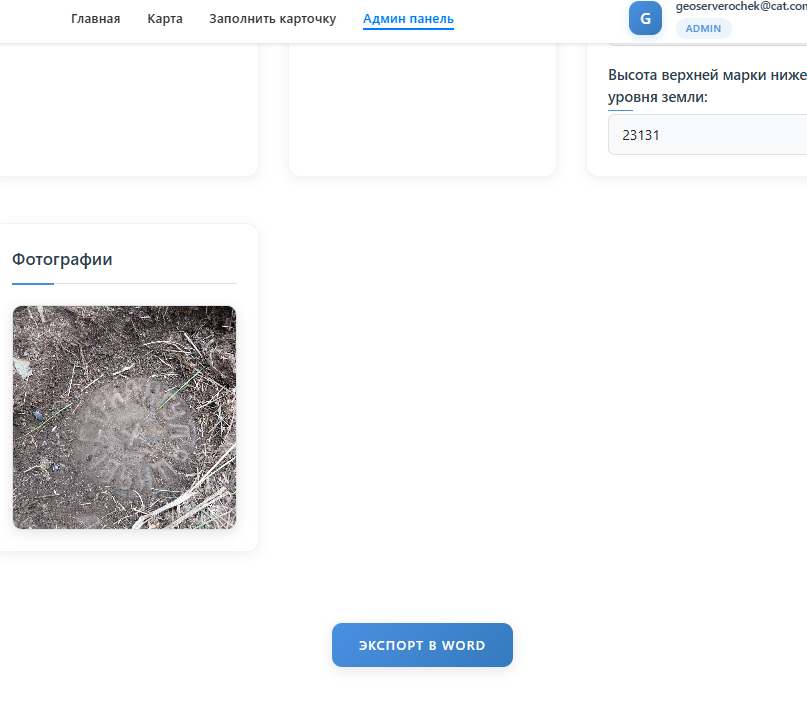 Главная Карта Заполнить карточку Админ панель
G
geoserverochek@cat.com
ADMIN
Высота верхней марки ниже
уровня земли:
23131
Фотографии
ЭКСПОРТ В WORD